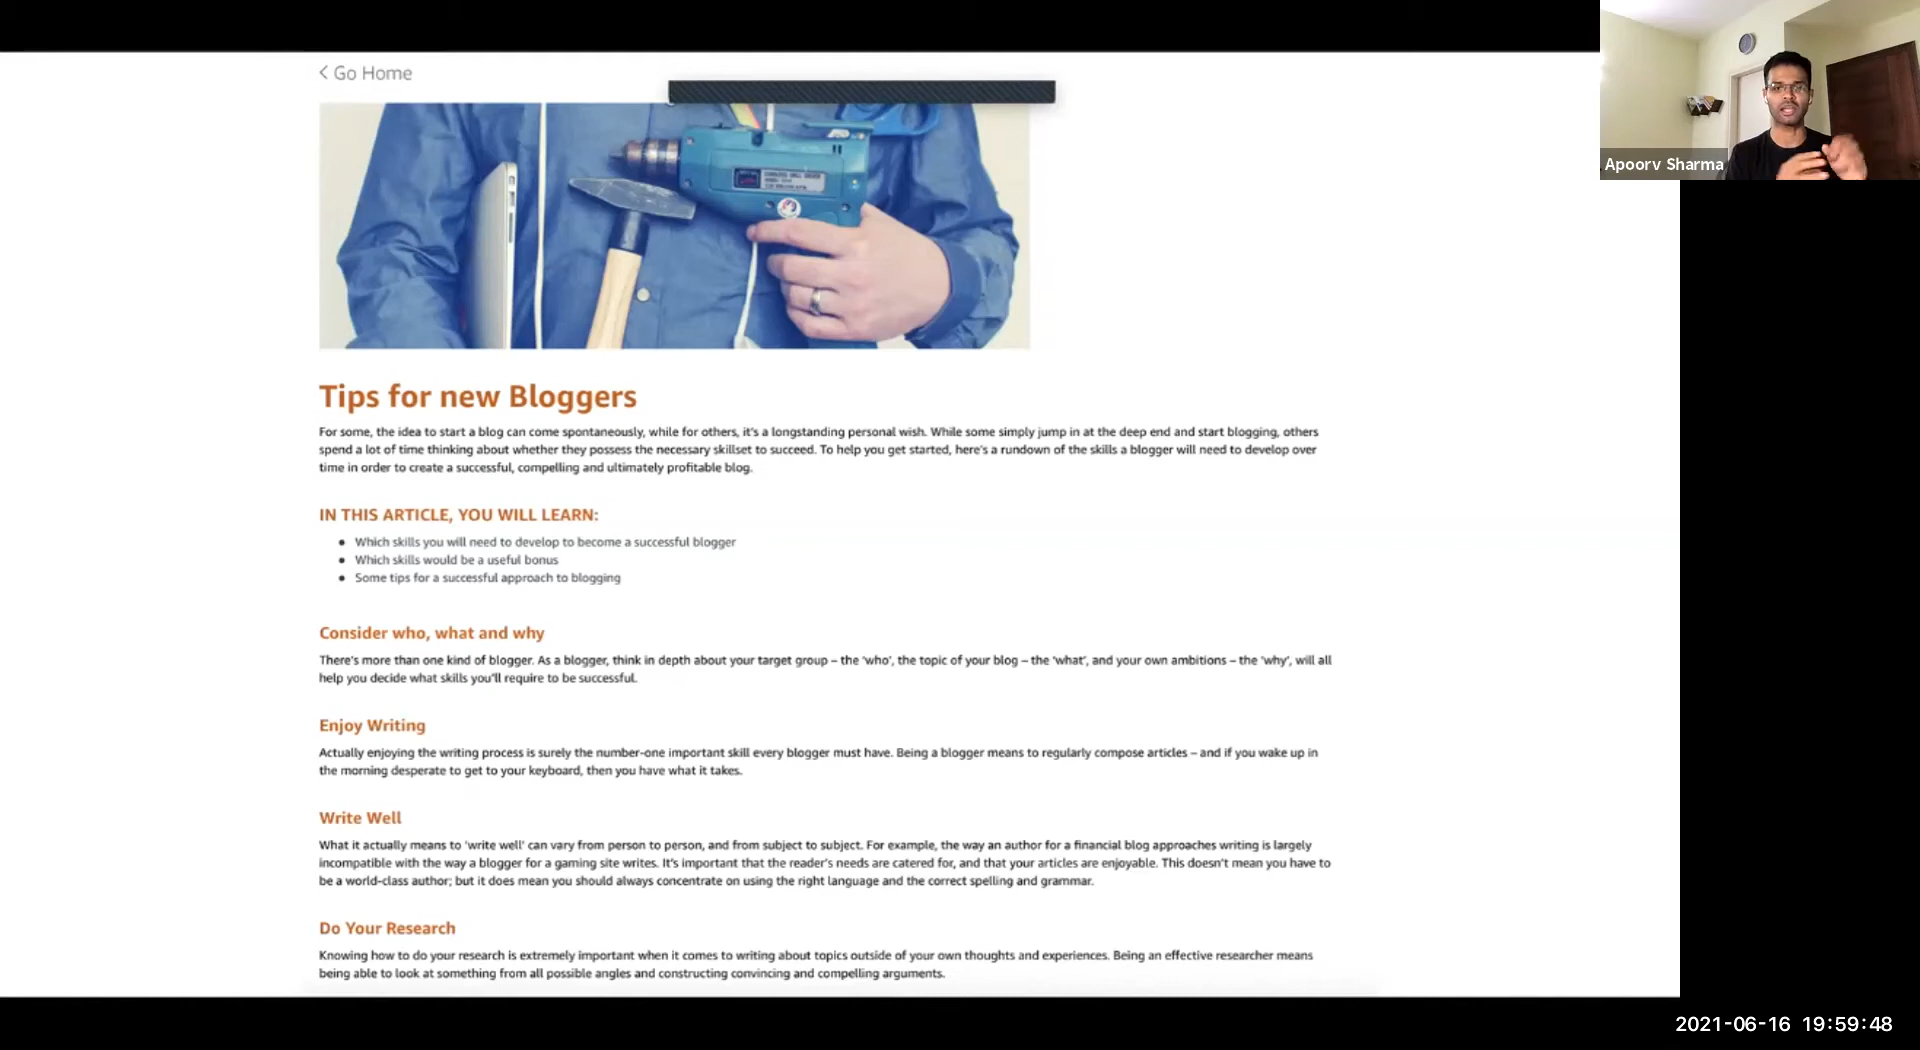 Go Home
Apoorv Sharma
Tips for new Bloggers
For some, the idea to start a blog can come spontaneously, while for others, it's a longstanding personal wish. While some simply jump in at the deep end and start blogging, others
spend a lot of time thinking about whether they possess the necessary skillset to succeed. To help you get started, here's a rundown of the skills a blogger will need to develop over
time in order to create a successful, compelling and ultimately profitable blog.
IN THIS ARTICLE, YOU WILL LEARN:
• Which skills you will need to develop to become a successful blogger
• Which skills would be a useful bonus
• Some tips for a successful approach to blogging
Consider who, what and why
There's more than one kind of blogger. As a blogger, think in depth about your target group – the 'who', the topic of your blog – the 'what', and your own ambitions – the 'why', will all
help you decide what skills you'll require to be successful.
Enjoy Writing
Actually enjoying the writing process is surely the number-one important skill every blogger must have. Being a blogger means to regularly compose articles – and if you wake up in
the morning desperate to get to your keyboard, then you have what it takes.
Write Well
What it actually means to 'write well' can vary from person to person, and from subject to subject. For example, the way an author for a financial blog approaches writing is largely
incompatible with the way a blogger for a gaming site writes. It's important that the reader's needs are catered for, and that your articles are enjoyable. This doesn't mean you have to
be a world-class author; but it does mean you should always concentrate on using the right language and the correct spelling and grammar.
Do Your Research
Knowing how to do your research is extremely important when it comes to writing about topics outside of your own thoughts and experiences. Being an effective researcher means
being able to look at something from all possible angles and constructing convincing and compelling arguments.
2021-06-16 19:59:48